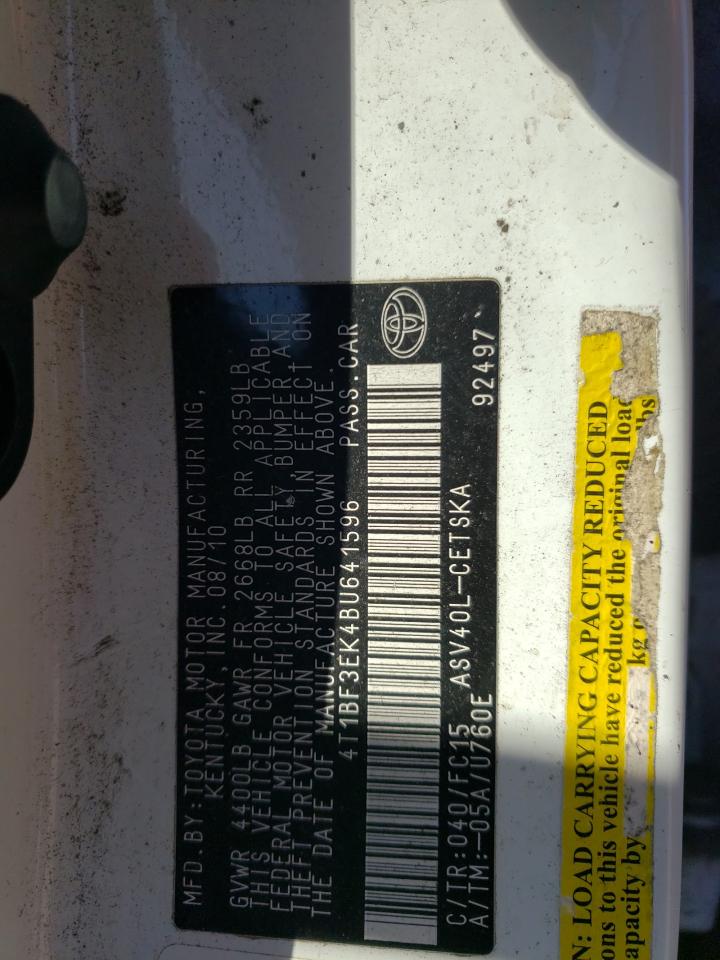 MFD.BY:TOYOTA MOTOR MANUFACTURING,
KENTUCKY, INC. 08/10
GVWR 4400LB GAWR FR 2668LB RR 2359LB
THIS VEHICLE CONFORMS TO ALL APPLICABLE
FEDERAL MOTOR VEHICLE SAFETY, BUMPER AND
THEFT PREVENTION STANDARDS IN EFFECT ON
THE DATE OF MANUFACTURE SHOWN ABOVE.
4T1BF3EK4BU641596 PASS.CAR
C/TR:040/FC15 ASV40L-CETSKA
A/TM:-05A/U760E 92497
N: LOAD CARRYING CAPACITY REDUCED
ons to this vehicle have reduced the original load
apacity by kg lbs